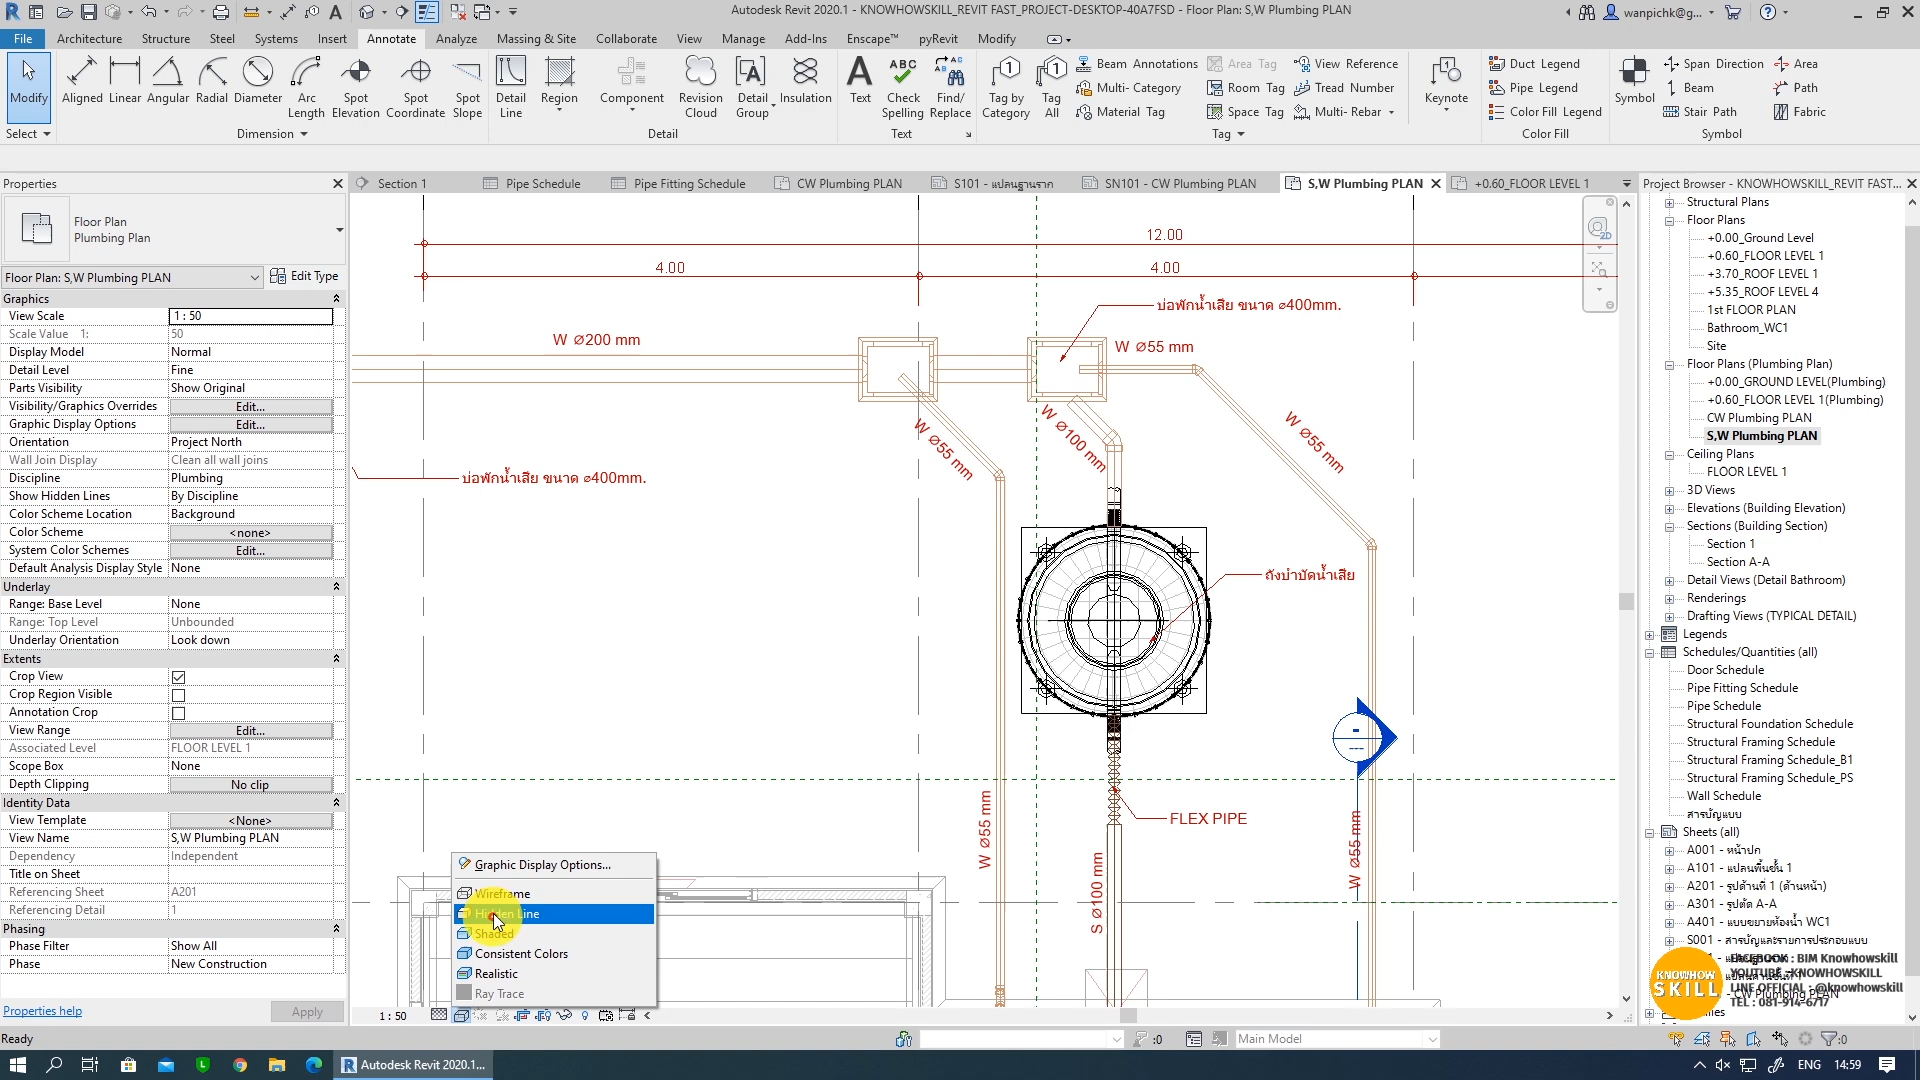 Autodesk Revit 2020.1 - KNOWHOWSKILL_REVIT FAST_PROJECT-DESKTOP-40A7FSD - Floor Plan: S,W Plumbing PLAN
wanpichk@g...
File Architecture Structure Steel Systems Insert Annotate Analyze Massing & Site Collaborate View Manage Add-Ins Enscape™ pyRevit Modify
Modify Aligned Linear Angular Radial Diameter Arc Length Spot Elevation Spot Coordinate Spot Slope
Detail Line Region Component Revision Cloud Detail Group Insulation
Text Check Spelling Find/ Replace
Tag by Category Tag All Beam Annotations Multi- Category Material Tag Area Tag Room Tag Space Tag View Reference Tread Number Multi- Rebar
Keynote Duct Legend Pipe Legend Color Fill Legend
Symbol Span Direction Beam Stair Path Area Path Fabric
Select Dimension Detail Text Tag Color Fill Symbol
Properties
Section 1 Pipe Schedule Pipe Fitting Schedule CW Plumbing PLAN S101 - แปลนฐานราก SN101 - CW Plumbing PLAN S,W Plumbing PLAN +0.60_FLOOR LEVEL 1
Floor Plan
Plumbing Plan
Floor Plan: S,W Plumbing PLAN Edit Type
Graphics
View Scale 1 : 50
Scale Value 1: 50
Display Model Normal
Detail Level Fine
Parts Visibility Show Original
Visibility/Graphics Overrides Edit...
Graphic Display Options Edit...
Orientation Project North
Wall Join Display Clean all wall joins
Discipline Plumbing
Show Hidden Lines By Discipline
Color Scheme Location Background
Color Scheme <none>
System Color Schemes Edit...
Default Analysis Display Style None
Underlay
Range: Base Level None
Range: Top Level Unbounded
Underlay Orientation Look down
Extents
Crop View
Crop Region Visible
Annotation Crop
View Range Edit...
Associated Level FLOOR LEVEL 1
Scope Box None
Depth Clipping No clip
Identity Data
View Template <None>
View Name S,W Plumbing PLAN
Dependency Independent
Title on Sheet
Referencing Sheet A201
Referencing Detail 1
Phasing
Phase Filter Show All
Phase New Construction
Properties help Apply
12.00
4.00 4.00
บ่อพักน้ำเสีย ขนาด ⌀400mm.
W ⌀200 mm
W ⌀55 mm
W ⌀55 mm
W ⌀100 mm
W ⌀55 mm
บ่อพักน้ำเสีย ขนาด ⌀400mm.
ถังบำบัดน้ำเสีย
2D
FLEX PIPE
W ⌀55 mm
S ⌀100 mm
W ⌀55 mm
Graphic Display Options...
Wireframe
Hidden Line
Shaded
Consistent Colors
Realistic
Ray Trace
1 : 50
Project Browser - KNOWHOWSKILL_REVIT FAST...
Structural Plans
Floor Plans
+0.00_Ground Level
+0.60_FLOOR LEVEL 1
+3.70_ROOF LEVEL 1
+5.35_ROOF LEVEL 4
1st FLOOR PLAN
Bathroom_WC1
Site
Floor Plans (Plumbing Plan)
+0.00_GROUND LEVEL(Plumbing)
+0.60_FLOOR LEVEL 1(Plumbing)
CW Plumbing PLAN
S,W Plumbing PLAN
Ceiling Plans
FLOOR LEVEL 1
3D Views
Elevations (Building Elevation)
Sections (Building Section)
Section 1
Section A-A
Detail Views (Detail Bathroom)
Renderings
Drafting Views (TYPICAL DETAIL)
Legends
Schedules/Quantities (all)
Door Schedule
Pipe Fitting Schedule
Pipe Schedule
Structural Foundation Schedule
Structural Framing Schedule
Structural Framing Schedule_B1
Structural Framing Schedule_PS
Wall Schedule
สารบัญแบบ
Sheets (all)
A001 - หน้าปก
A101 - แปลนพื้นชั้น 1
A201 - รูปด้านที่ 1 (ด้านหน้า)
A301 - รูปตัด A-A
A401 - แบบขยายห้องน้ำ WC1
S001 - สารบัญและรายการประกอบแบบ
KNOWHOW SKILL
FACEBOOK : BIM Knowhowskill
YOUTUBE : KNOWHOWSKILL
LINE OFFICIAL : @knowhowskill
TEL : 081-914-6717
CW Plumbing PLAN
Ready :0 Main Model :0
Autodesk Revit 2020.1... ENG 14:59